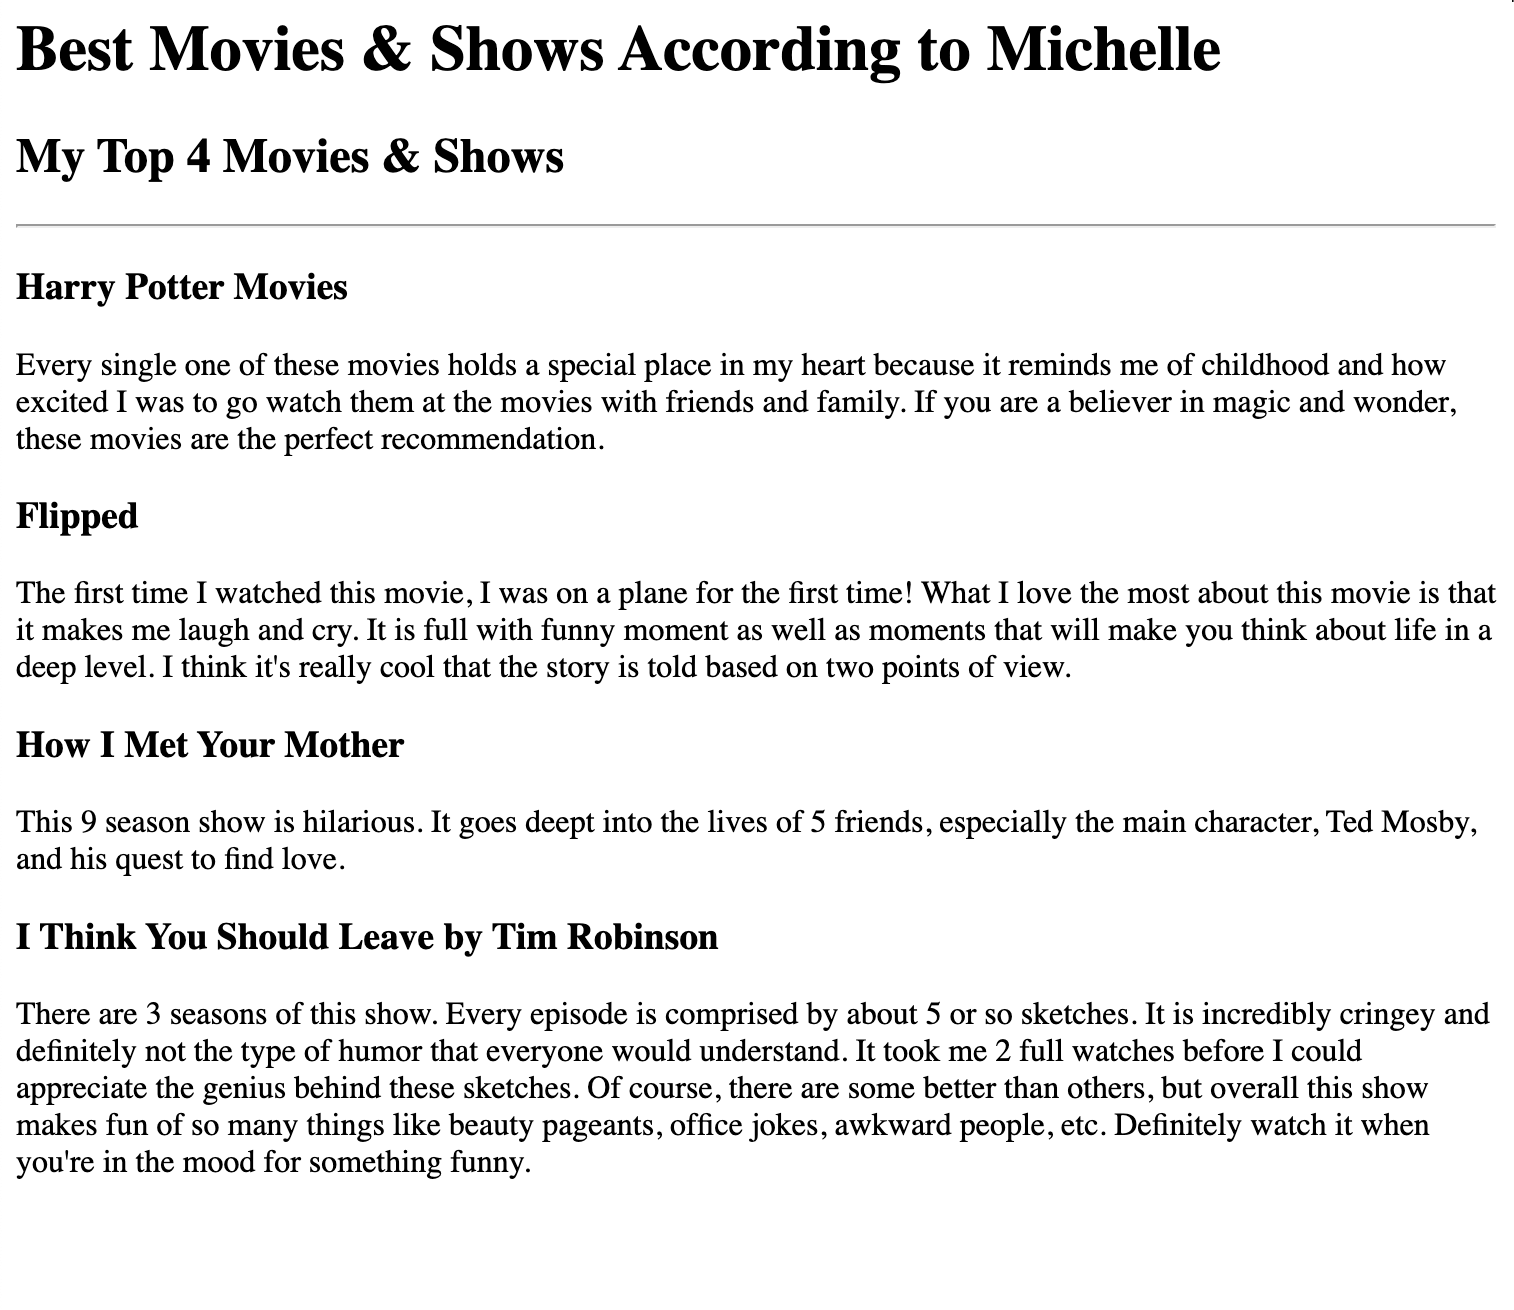 Best Movies & Shows According to Michelle
My Top 4 Movies & Shows
Harry Potter Movies
Every single one of these movies holds a special place in my heart because it reminds me of childhood and how
excited I was to go watch them at the movies with friends and family. If you are a believer in magic and wonder,
these movies are the perfect recommendation.
Flipped
The first time I watched this movie, I was on a plane for the first time! What I love the most about this movie is that
it makes me laugh and cry. It is full with funny moment as well as moments that will make you think about life in a
deep level. I think it's really cool that the story is told based on two points of view.
How I Met Your Mother
This 9 season show is hilarious. It goes deept into the lives of 5 friends, especially the main character, Ted Mosby,
and his quest to find love.
I Think You Should Leave by Tim Robinson
There are 3 seasons of this show. Every episode is comprised by about 5 or so sketches. It is incredibly cringey and
definitely not the type of humor that everyone would understand. It took me 2 full watches before I could
appreciate the genius behind these sketches. Of course, there are some better than others, but overall this show
makes fun of so many things like beauty pageants, office jokes, awkward people, etc. Definitely watch it when
you're in the mood for something funny.